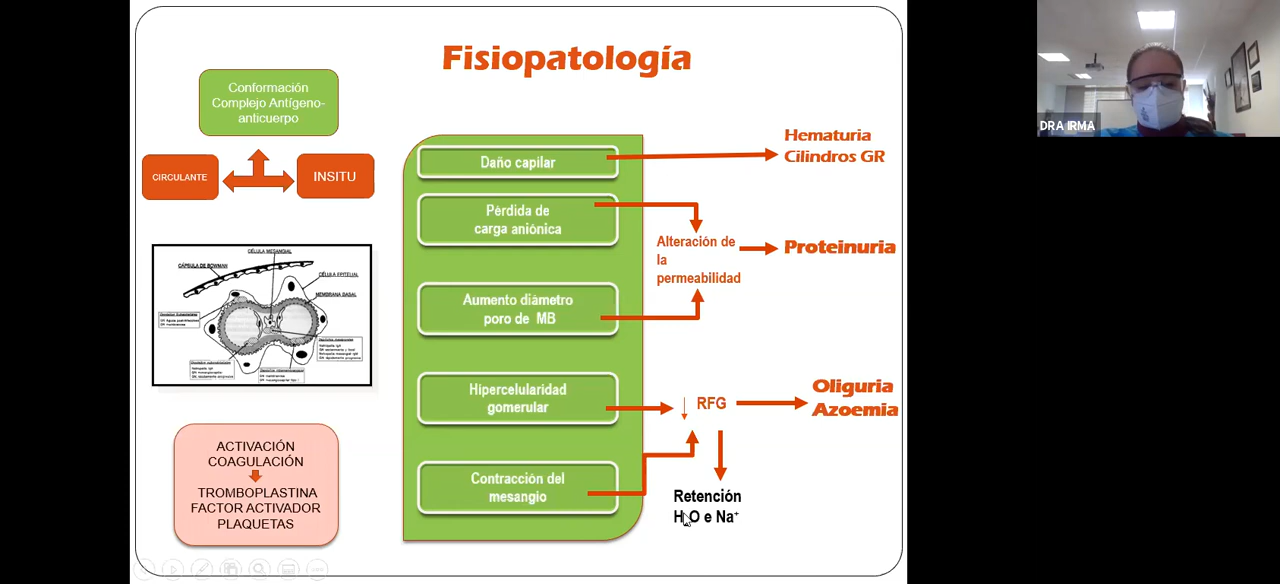 Fisiopatología
Conformación
Complejo Antígeno-
anticuerpo
CIRCULANTE
INSITU
CÉLULA MESANGIAL
CÁPSULA DE BOWMAN
CÉLULA EPITELIAL
MEMBRANA BASAL
ACTIVACIÓN
COAGULACIÓN
TROMBOPLASTINA
FACTOR ACTIVADOR
PLAQUETAS
Daño capilar
Pérdida de
carga aniónica
Aumento diámetro
poro de MB
Hipercelularidad
gomerular
Contracción del
mesangio
Hematuria
Cilindros GR
Alteración de
la
permeabilidad
Proteinuria
RFG
Oliguria
Azoemia
Retención
H2O e Na+
DRA IRMA